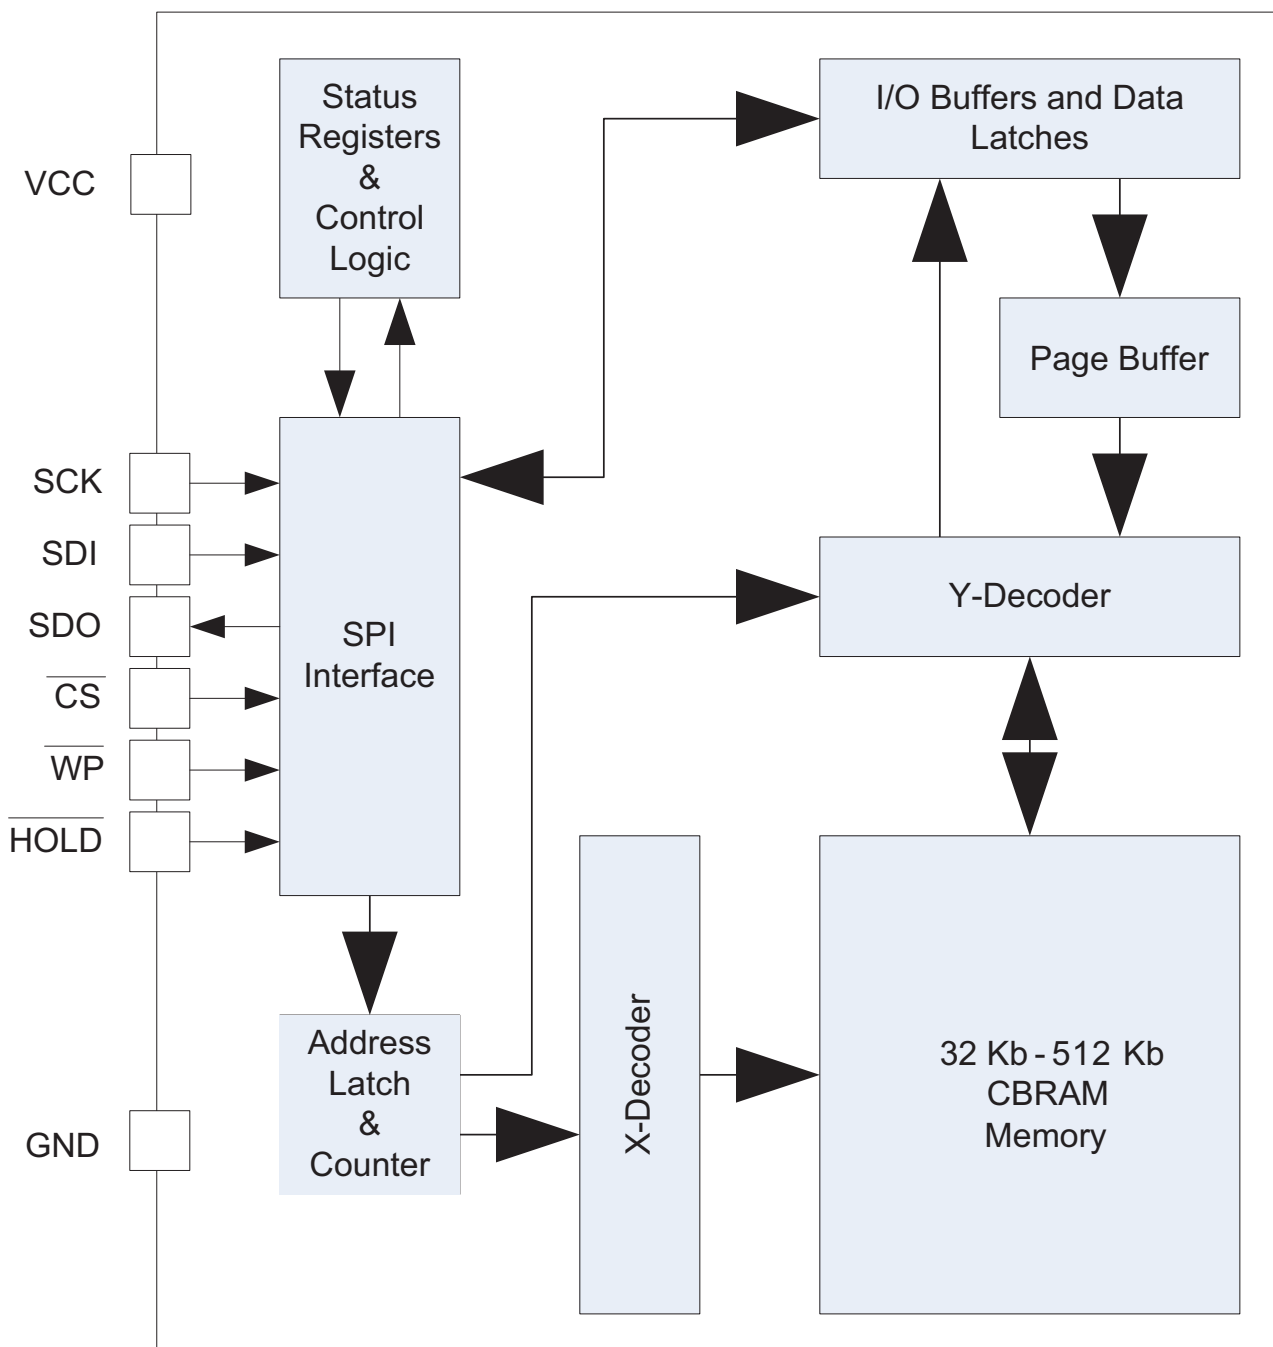 VCC
SCK
SDI
SDO
CS
WP
HOLD
GND
Status
Registers
&
Control
Logic
SPI
Interface
Address
Latch
&
Counter
X-Decoder
I/O Buffers and Data
Latches
Page Buffer
Y-Decoder
32 Kb - 512 Kb
CBRAM
Memory